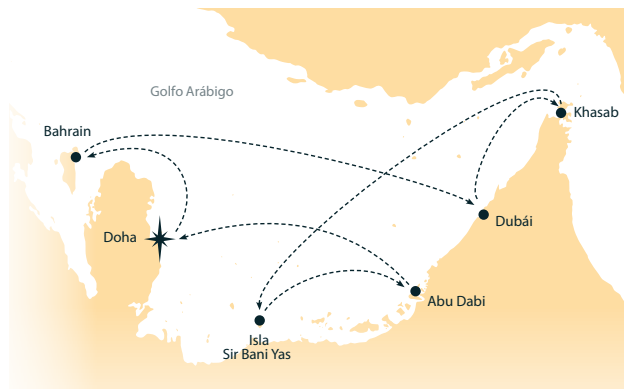 Golfo Arábigo
Khasab
Bahrain
Dubái
Doha
Abu Dabi
Isla
Sir Bani Yas